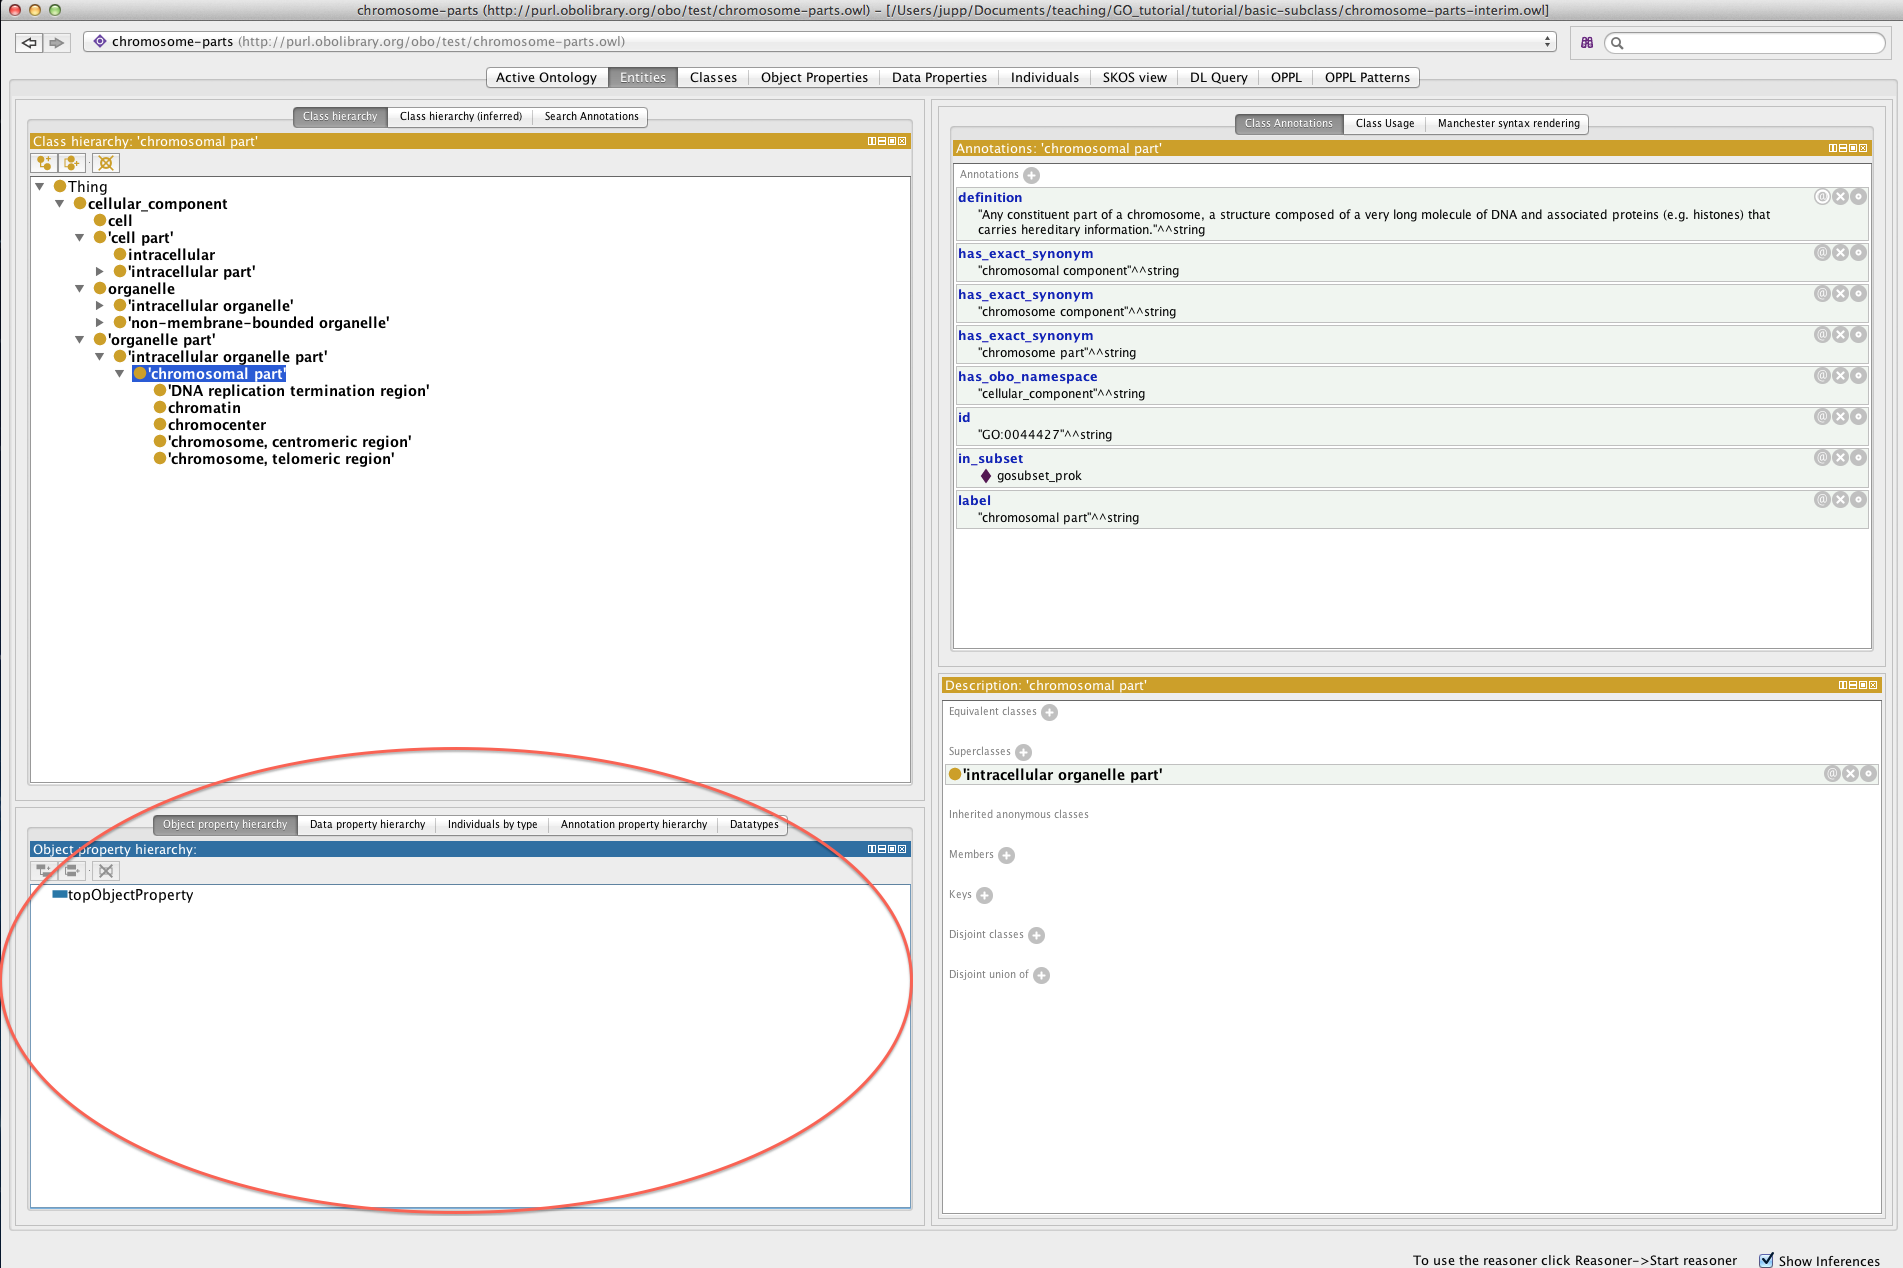 chromosome-parts (http://purl.obolibrary.org/obo/test/chromosome-parts.owl) – [/Users/jupp/Documents/teaching/GO_tutorial/tutorial/basic-subclass/chromosome-parts-interim.owl]
chromosome-parts (http://purl.obolibrary.org/obo/test/chromosome-parts.owl)
Active Ontology Entities Classes Object Properties Data Properties Individuals SKOS view DL Query OPPL OPPL Patterns
Class hierarchy Class hierarchy (inferred) Search Annotations
Class hierarchy: 'chromosomal part'
Thing
cellular_component
cell
'cell part'
intracellular
'intracellular part'
organelle
'intracellular organelle'
'non-membrane-bounded organelle'
'organelle part'
'intracellular organelle part'
'chromosomal part'
'DNA replication termination region'
chromatin
chromocenter
'chromosome, centromeric region'
'chromosome, telomeric region'
Object property hierarchy Data property hierarchy Individuals by type Annotation property hierarchy Datatypes
Object property hierarchy:
topObjectProperty
Class Annotations Class Usage Manchester syntax rendering
Annotations: 'chromosomal part'
Annotations
definition
"Any constituent part of a chromosome, a structure composed of a very long molecule of DNA and associated proteins (e.g. histones) that
carries hereditary information."^^string
has_exact_synonym
"chromosomal component"^^string
has_exact_synonym
"chromosome component"^^string
has_exact_synonym
"chromosome part"^^string
has_obo_namespace
"cellular_component"^^string
id
"GO:0044427"^^string
in_subset
gosubset_prok
label
"chromosomal part"^^string
Description: 'chromosomal part'
Equivalent classes
Superclasses
'intracellular organelle part'
Inherited anonymous classes
Members
Keys
Disjoint classes
Disjoint union of
To use the reasoner click Reasoner->Start reasoner Show Inferences